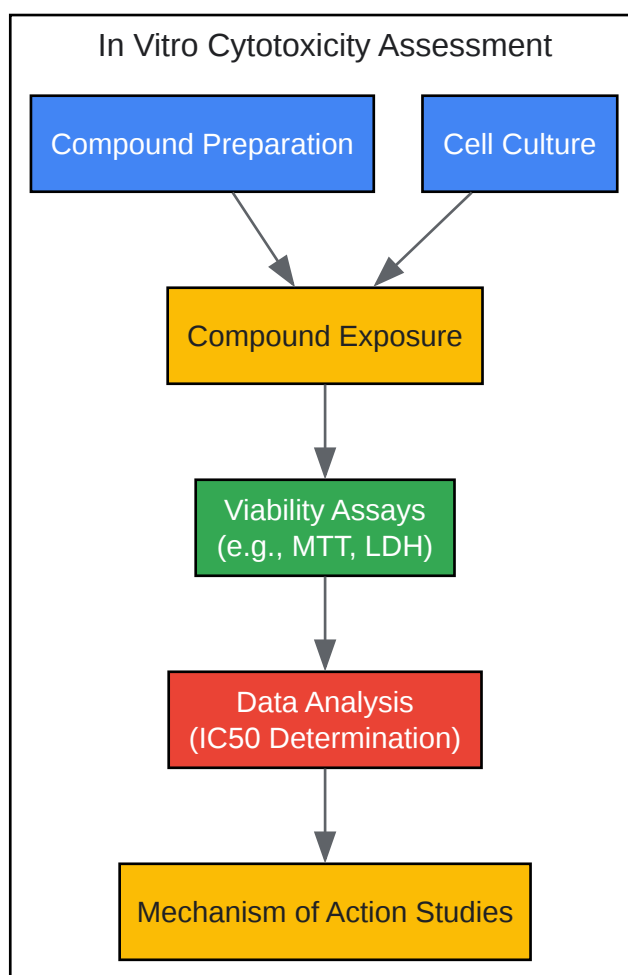 In Vitro Cytotoxicity Assessment
Compound Preparation
Cell Culture
Compound Exposure
Viability Assays
(e.g., MTT, LDH)
Data Analysis
(IC50 Determination)
Mechanism of Action Studies